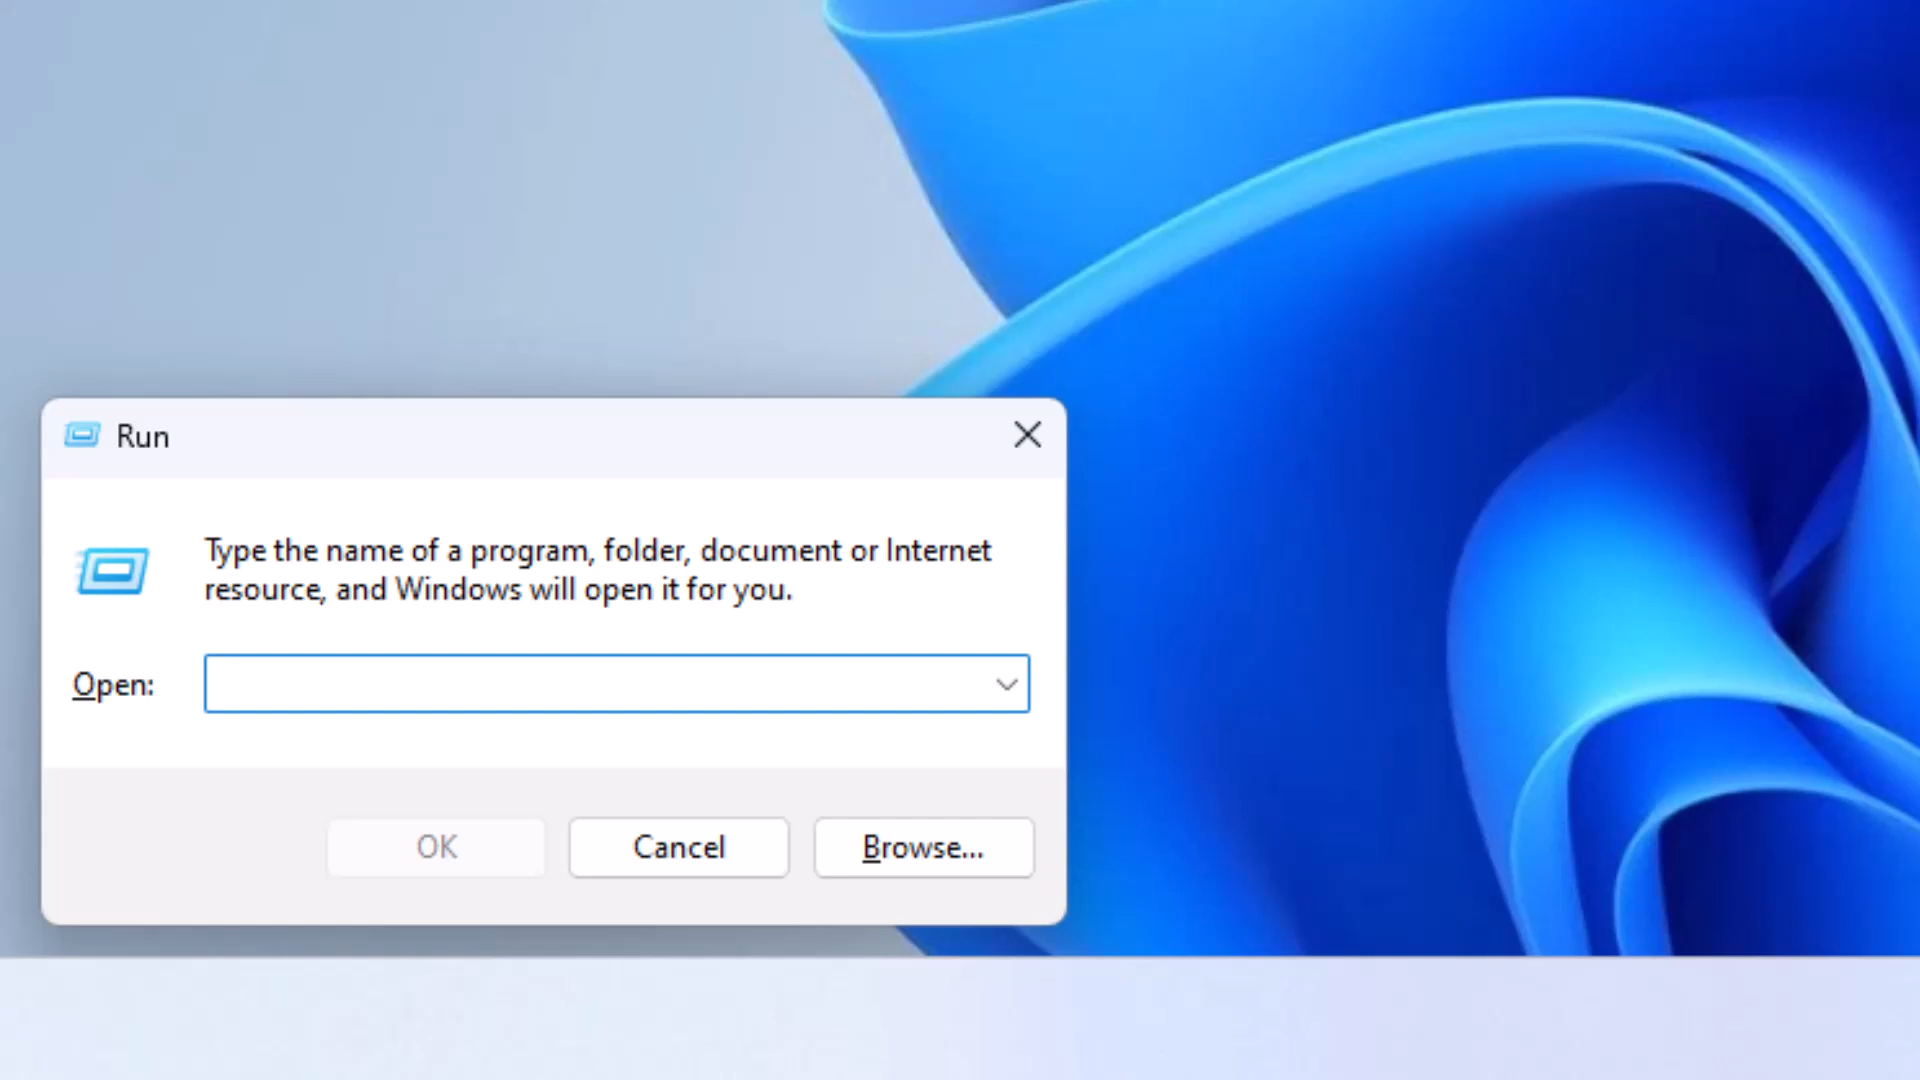 Run
Type the name of a program, folder, document or Internet
resource, and Windows will open it for you.
Open:
OK
Cancel
Browse...